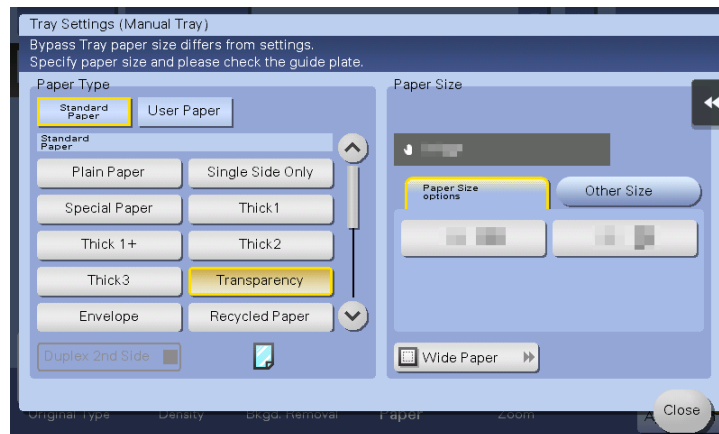 Tray Settings (Manual Tray)
Bypass Tray paper size differs from settings.
Specify paper size and please check the guide plate.
Paper Type
Paper Size
Standard
Paper
User Paper
Standard
Paper
Plain Paper
Single Side Only
Paper Size
options
Other Size
Special Paper
Thick1
Thick 1+
Thick2
Thick3
Transparency
Envelope
Recycled Paper
Duplex 2nd Side
Wide Paper
Close
Original Type
Density
Bkgd. Removal
Paper
Zoom